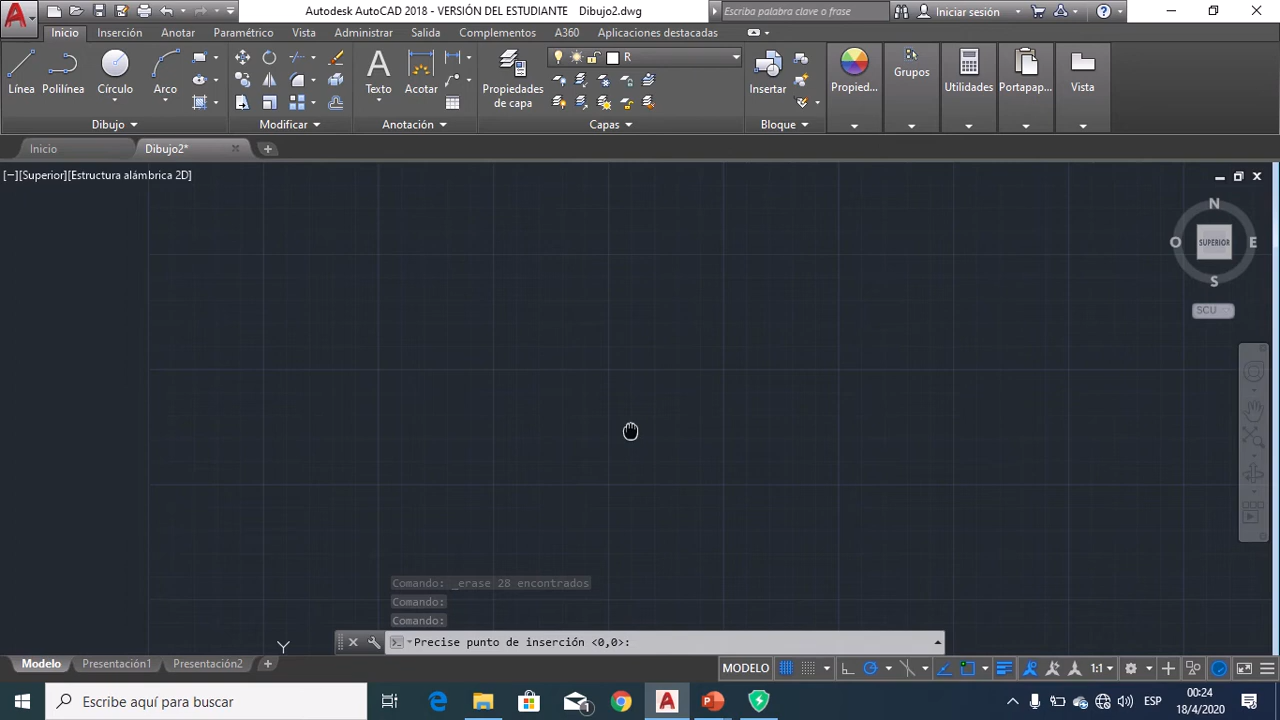 Autodesk AutoCAD 2018 - VERSIÓN DEL ESTUDIANTE Dibujo2.dwg
Escriba palabra clave o frase
Iniciar sesión
Inicio Inserción Anotar Paramétrico Vista Administrar Salida Complementos A360 Aplicaciones destacadas
R
Línea Polilínea Círculo Arco
Texto Acotar
Propiedades
de capa
Insertar
Propied...
Grupos
Utilidades
Portapap...
Vista
Dibujo Modificar Anotación Capas Bloque
Inicio Dibujo2*
[−][Superior][Estructura alámbrica 2D]
N
O SUPERIOR E
S
SCU
Comando: _erase 28 encontrados
Comando:
Comando:
Precise punto de inserción <0,0>:
Y
Modelo Presentación1 Presentación2
MODELO 1:1
Escribe aquí para buscar
1
ESP
00:24
18/4/2020